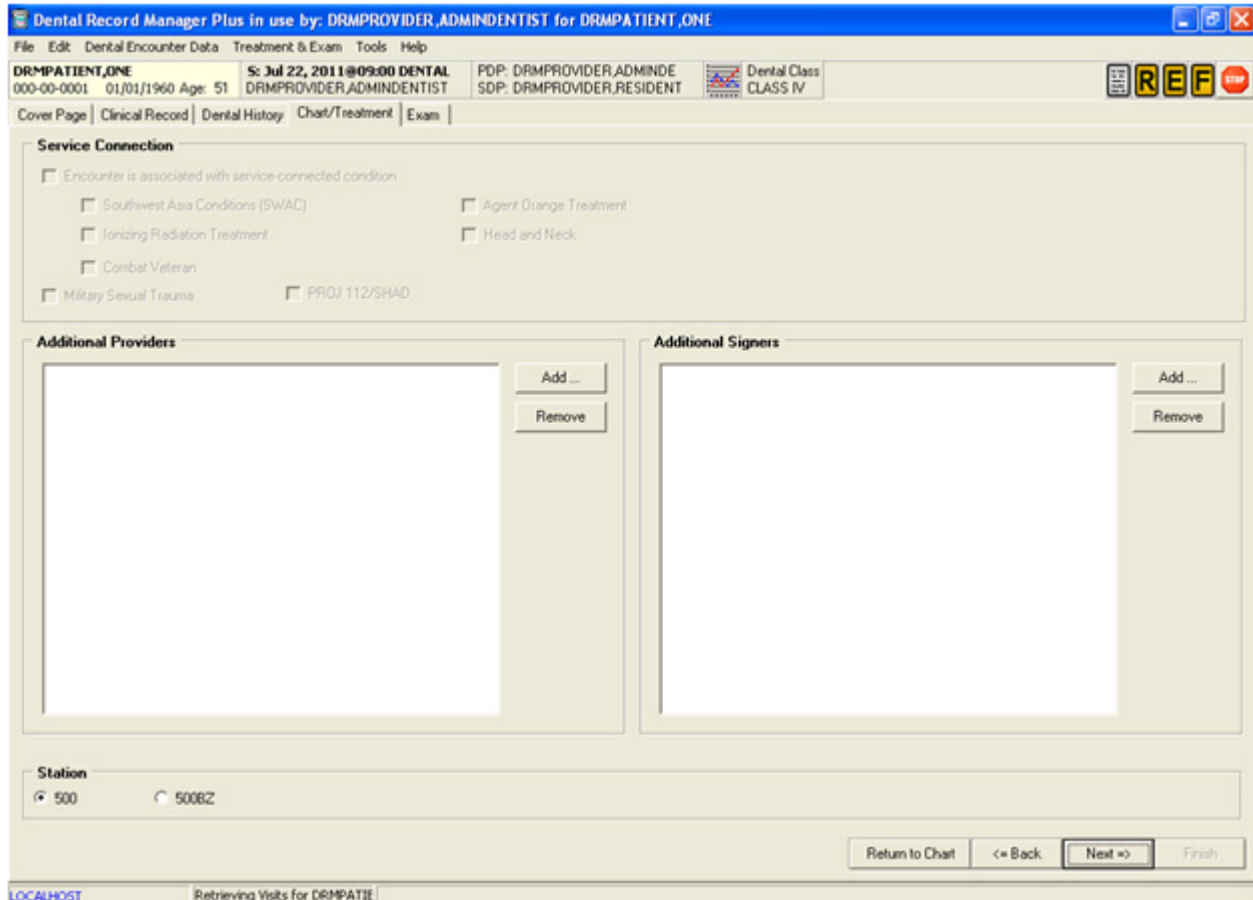 Dental Record Manager Plus in use by: DRMPROVIDER,ADMINDENTIST for DRMPATIENT,ONE
File Edit Dental Encounter Data Treatment & Exam Tools Help
DRMPATIENT,ONE S: Jul 22, 2011@09:00 DENTAL PDP: DRMPROVIDER,ADMINDE Dental Class
000-00-0001 01/01/1960 Age: 51 DRMPROVIDER,ADMINDENTIST SDP: DRMPROVIDER,RESIDENT CLASS IV
R E F STOP
Cover Page Clinical Record Dental History Chart/Treatment Exam
Service Connection
Encounter is associated with service-connected condition
Southwest Asia Conditions (SWAC) Agent Orange Treatment
Ionizing Radiation Treatment Head and Neck
Combat Veteran
Military Sexual Trauma PROJ 112/SHAD
Additional Providers Additional Signers
Add ... Add ...
Remove Remove
Station
500 500BZ
Return to Chart <= Back Next => Finish
LOCALHOST Retrieving Visits for DRMPATIE